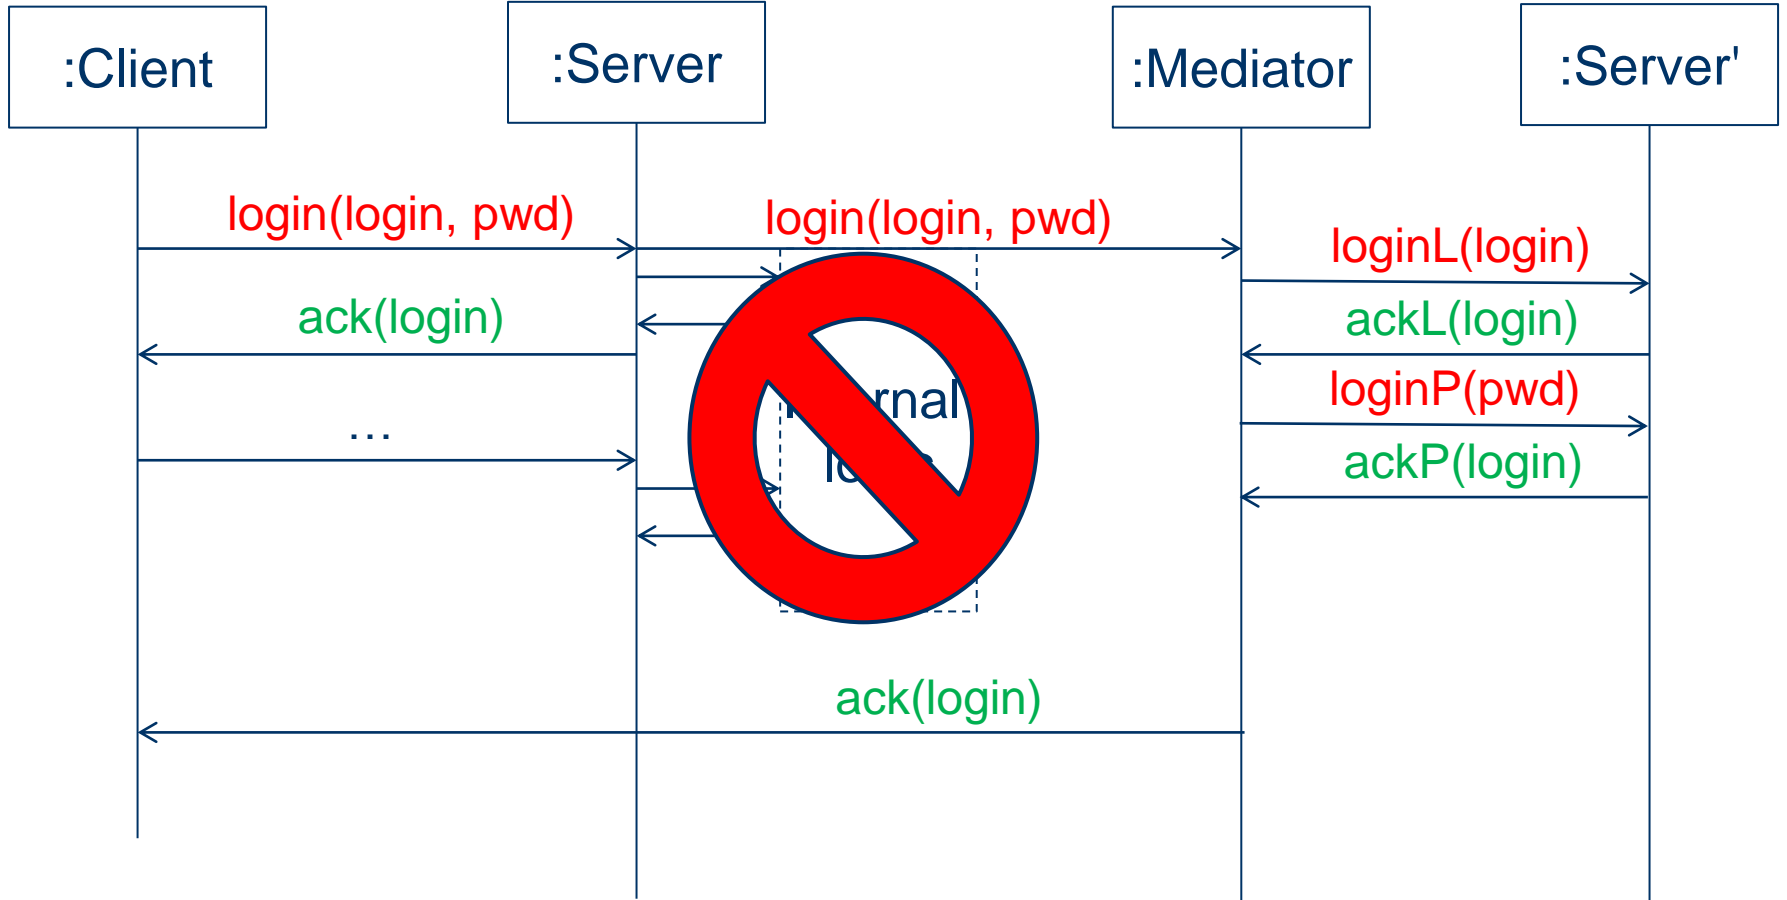 :Client
:Server
:Mediator
:Server'
login(login, pwd)
login(login, pwd)
loginL(login)
ack(login)
ackL(login)
loginP(pwd)
…
ackP(login)
ack(login)